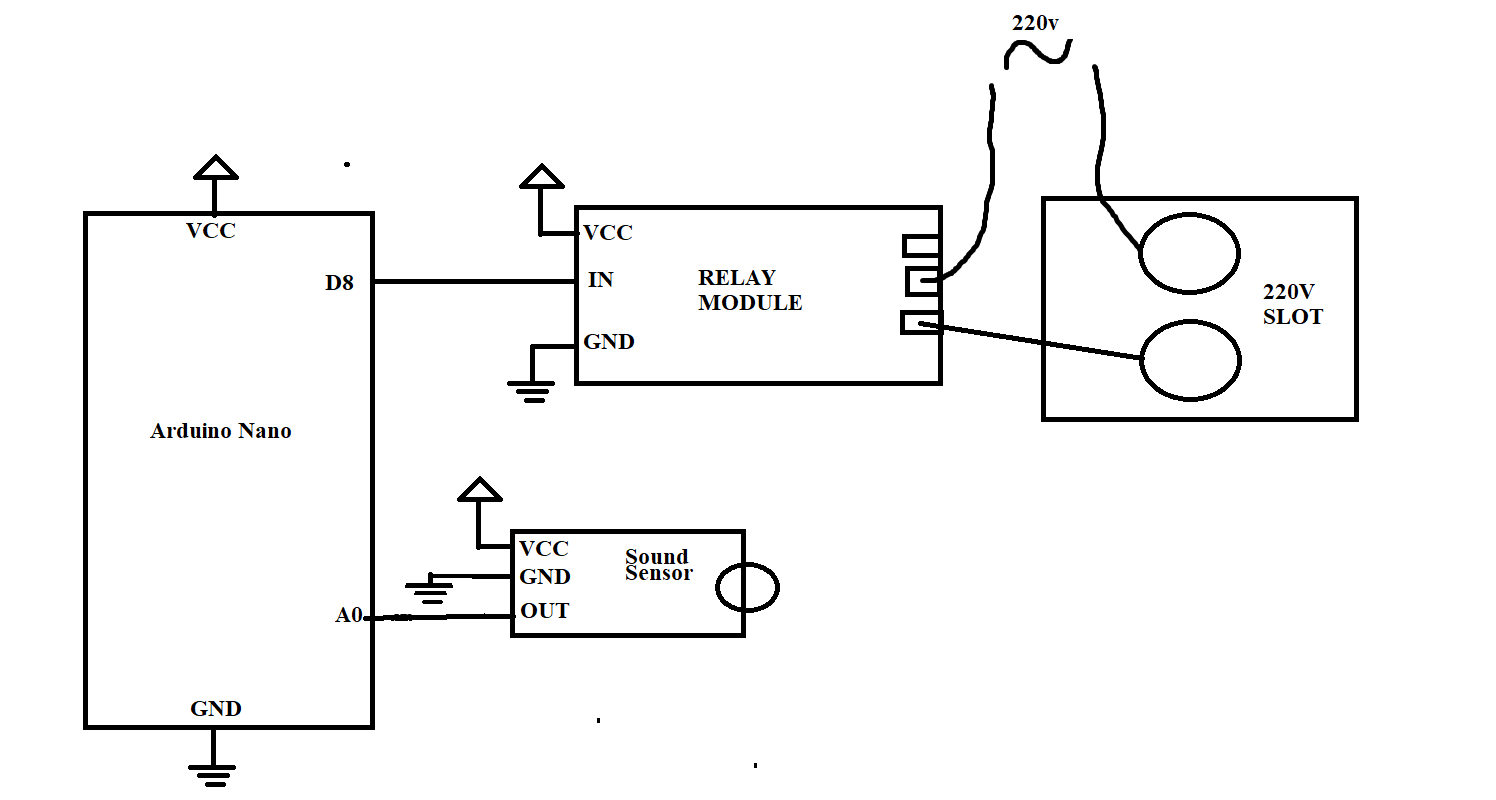 220v
VCC
D8
Arduino Nano
A0
GND
VCC
IN
GND
RELAY
MODULE
220V
SLOT
VCC
GND
OUT
Sound
Sensor